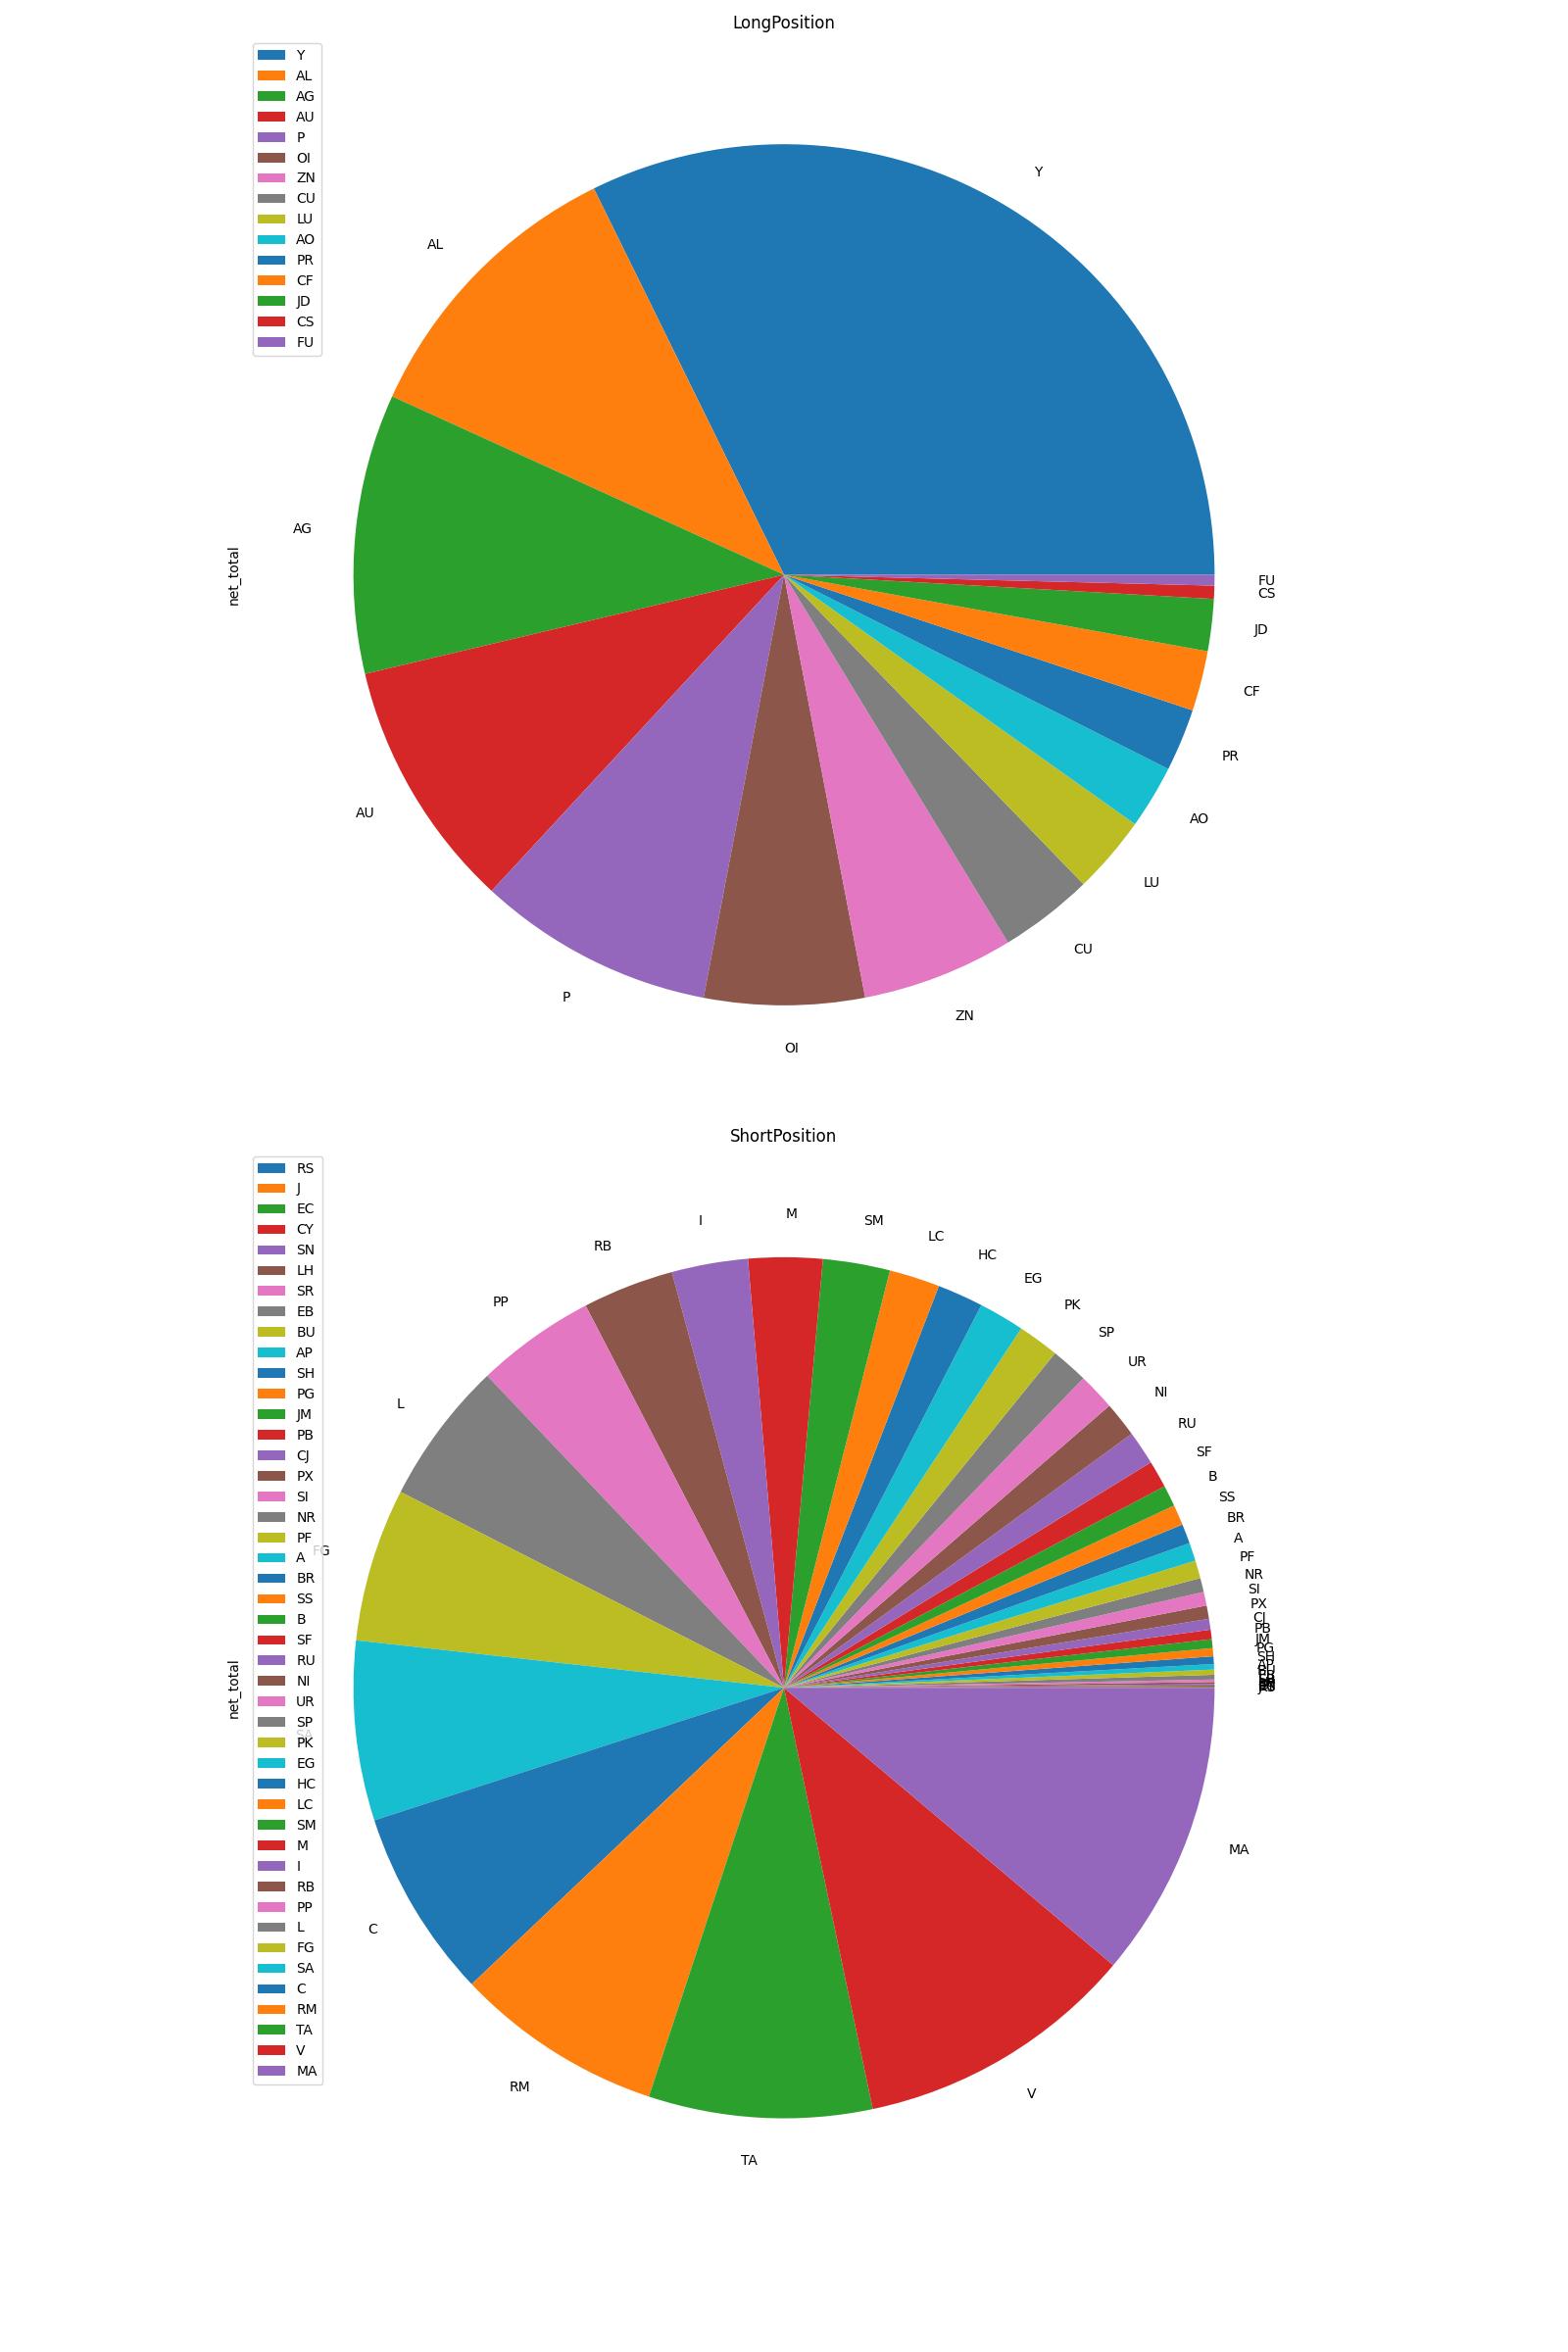 LongPosition
Y
AL
AG
AU
P
OI
ZN
CU
LU
AO
PR
CF
JD
CS
FU
Y
AL
AG
AU
P
OI
ZN
CU
LU
AO
PR
CF
JD
CS
FU
net_total
ShortPosition
RS
J
EC
CY
SN
LH
SR
EB
BU
AP
SH
PG
JM
PB
CJ
PX
SI
NR
PF
A
BR
SS
B
SF
RU
NI
UR
SP
PK
EG
HC
LC
SM
M
I
RB
PP
L
FG
SA
C
RM
TA
V
MA
M
SM
I
LC
RB
HC
EG
PP
PK
SP
UR
NI
L
RU
SF
B
SS
BR
A
FG
PF
NR
SI
PX
CJ
PB
JM
PG
SH
AP
BU
net_total
SA
MA
C
RM
V
TA